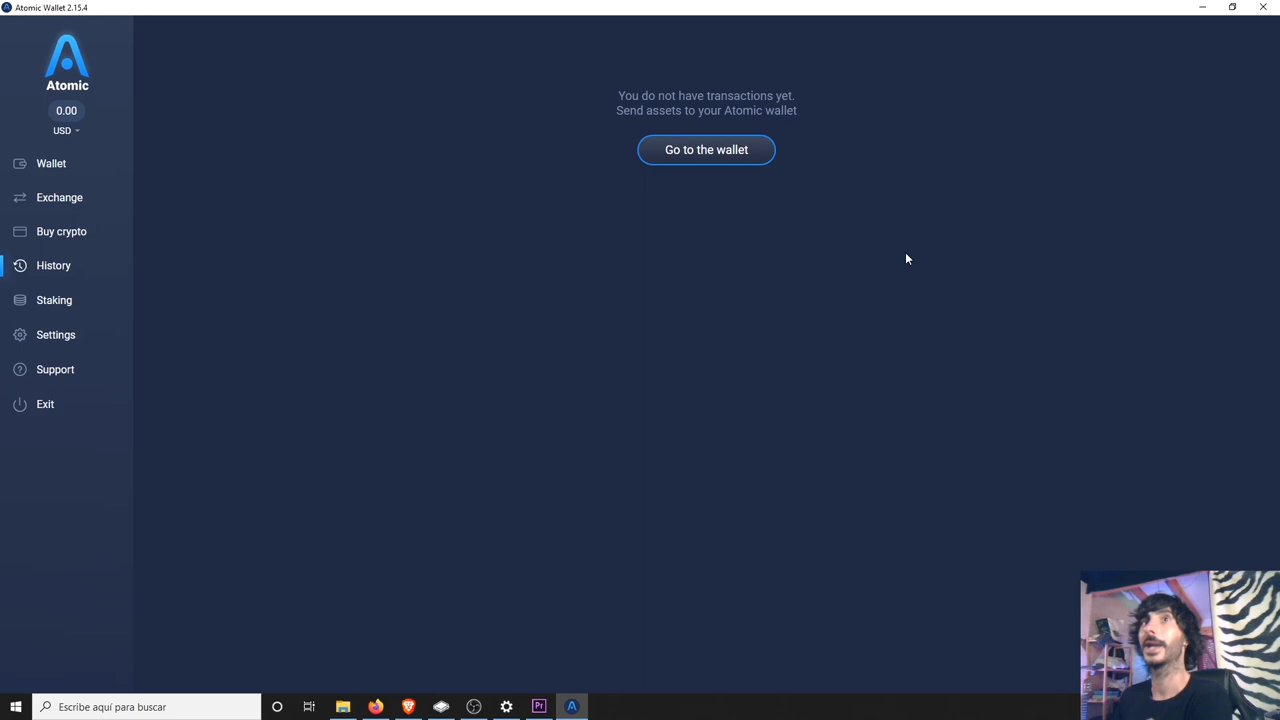 Atomic Wallet 2.15.4
Atomic
0.00
USD
Wallet
Exchange
Buy crypto
History
Staking
Settings
Support
Exit
You do not have transactions yet.
Send assets to your Atomic wallet
Go to the wallet
Escribe aquí para buscar
Pr